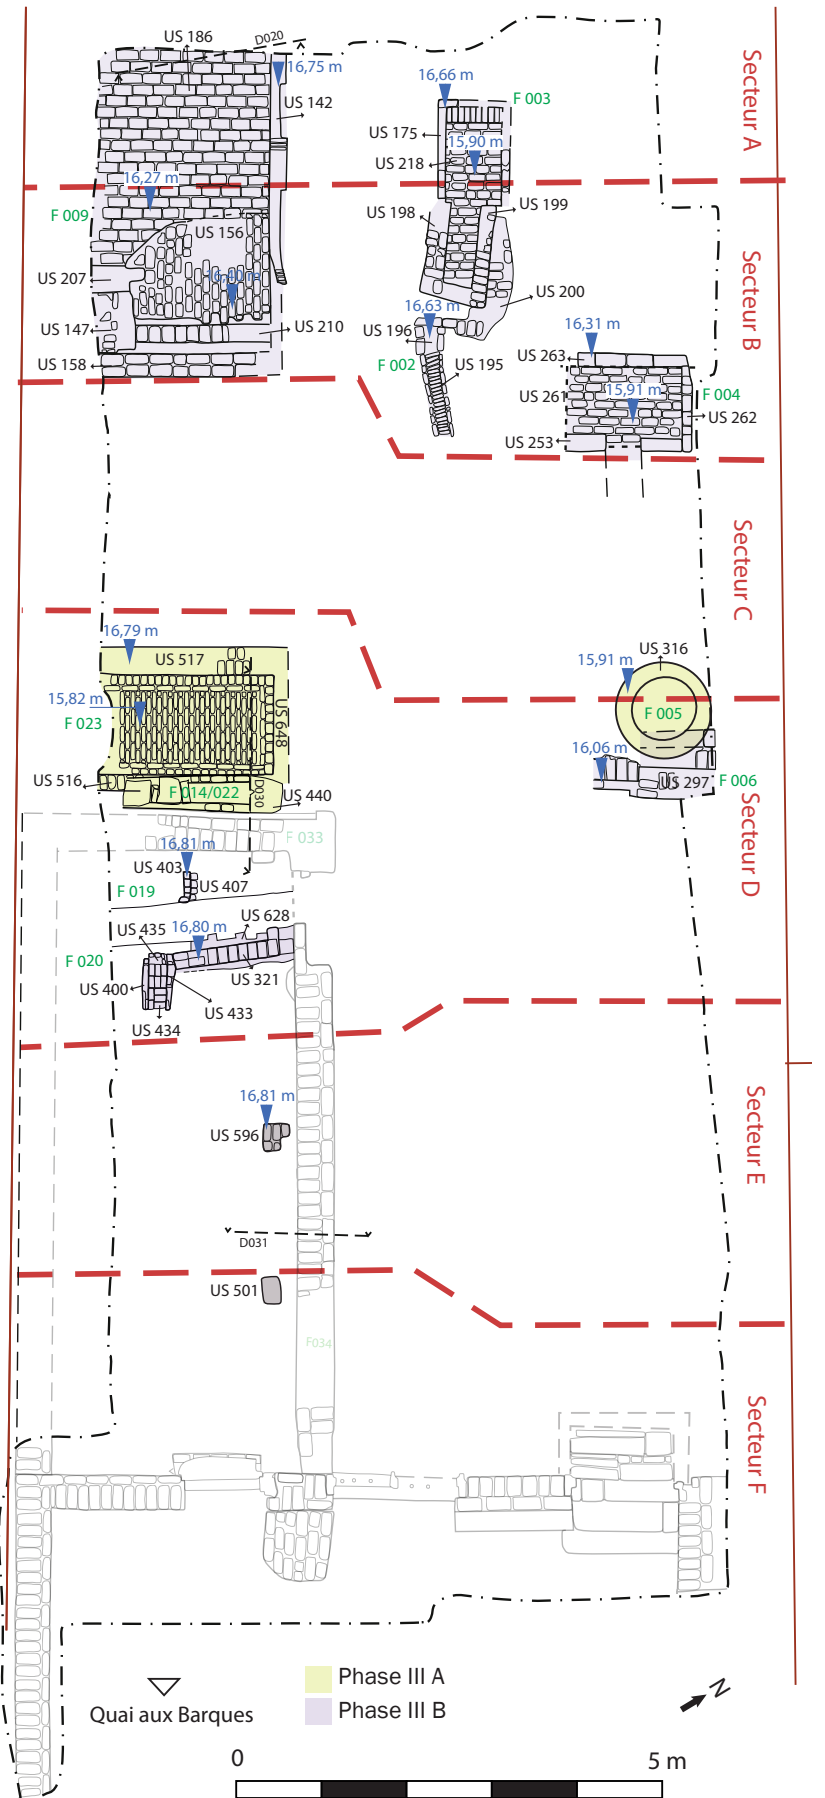 US 186
D020
16,75 m
US 142
16,66 m
F 003
US 175
15,90 m
US 218
Secteur A
16,27 m
F 009
US 156
US 198
US 199
US 207
16,40 m
US 200
16,63 m
US 147
US 210
US 196
16,31 m
US 158
F 002
US 195
US 263
US 261
15,91 m
F 004
US 262
US 253
Secteur B
Secteur C
16,79 m
US 517
US 316
15,91 m
15,82 m
F 023
US 648
F 005
16,06 m
US 516
F 014/022
D030
US 440
US 297
F 006
F 033
16,81 m
US 403
US 407
F 019
Secteur D
US 435
16,80 m
US 628
F 020
US 400
US 321
US 433
US 434
16,81 m
US 596
Secteur E
D031
US 501
F034
Secteur F
Phase III A
Phase III B
Quai aux Barques
N
0
5 m